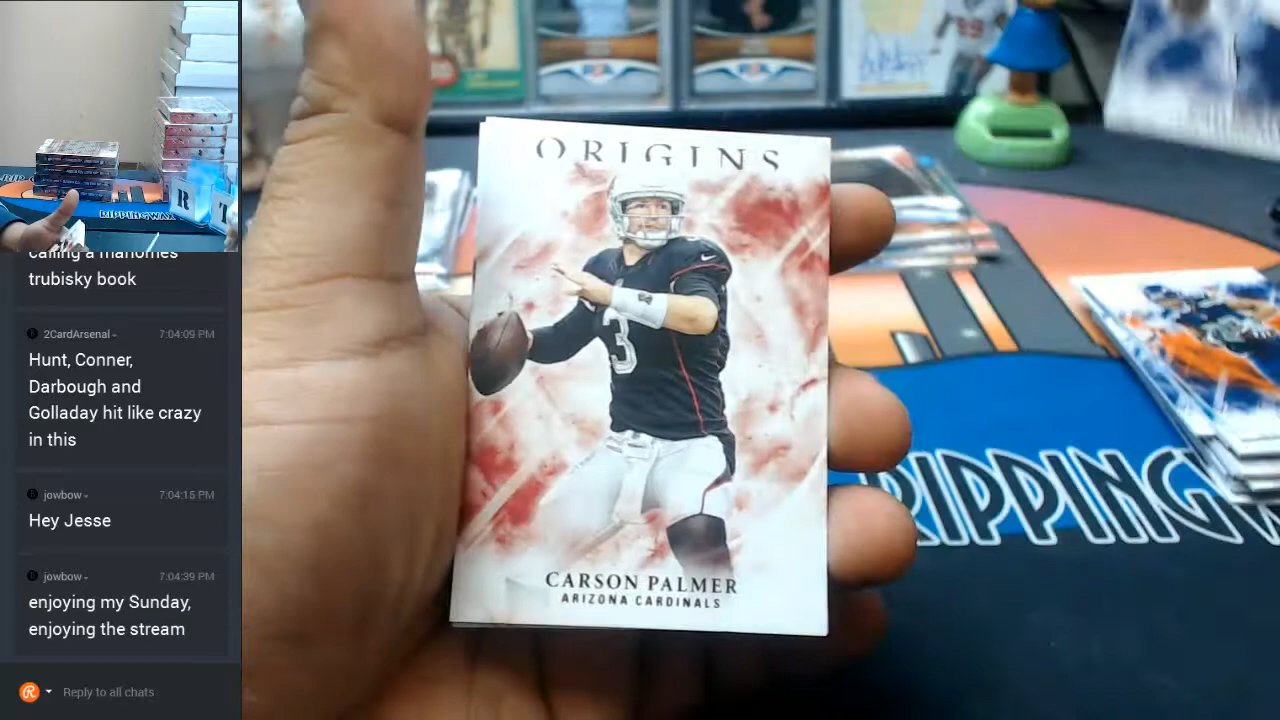 calling a mahomes
trubisky book
2CardArsenal
7:04:09 PM
Hunt, Conner,
Darbough and
Golladay hit like crazy
in this
jowbow
7:04:15 PM
Hey Jesse
jowbow
7:04:39 PM
enjoying my Sunday,
enjoying the stream
Reply to all chats
ORIGINS
3
CARSON PALMER
ARIZONA CARDINALS
RIPPINGW
RIPPINGWAX
R
T